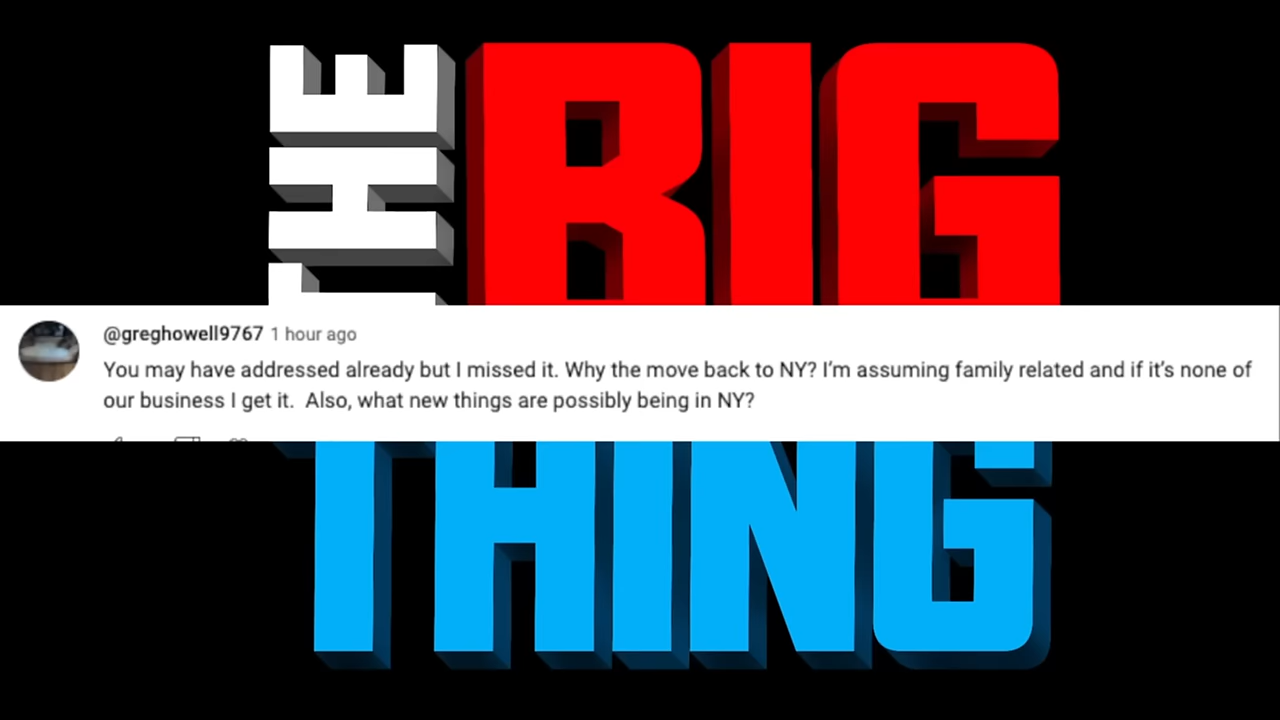 THE
BIG
@greghowell9767 1 hour ago
You may have addressed already but I missed it. Why the move back to NY? I'm assuming family related and if it's none of
our business I get it.  Also, what new things are possibly being in NY?
THING